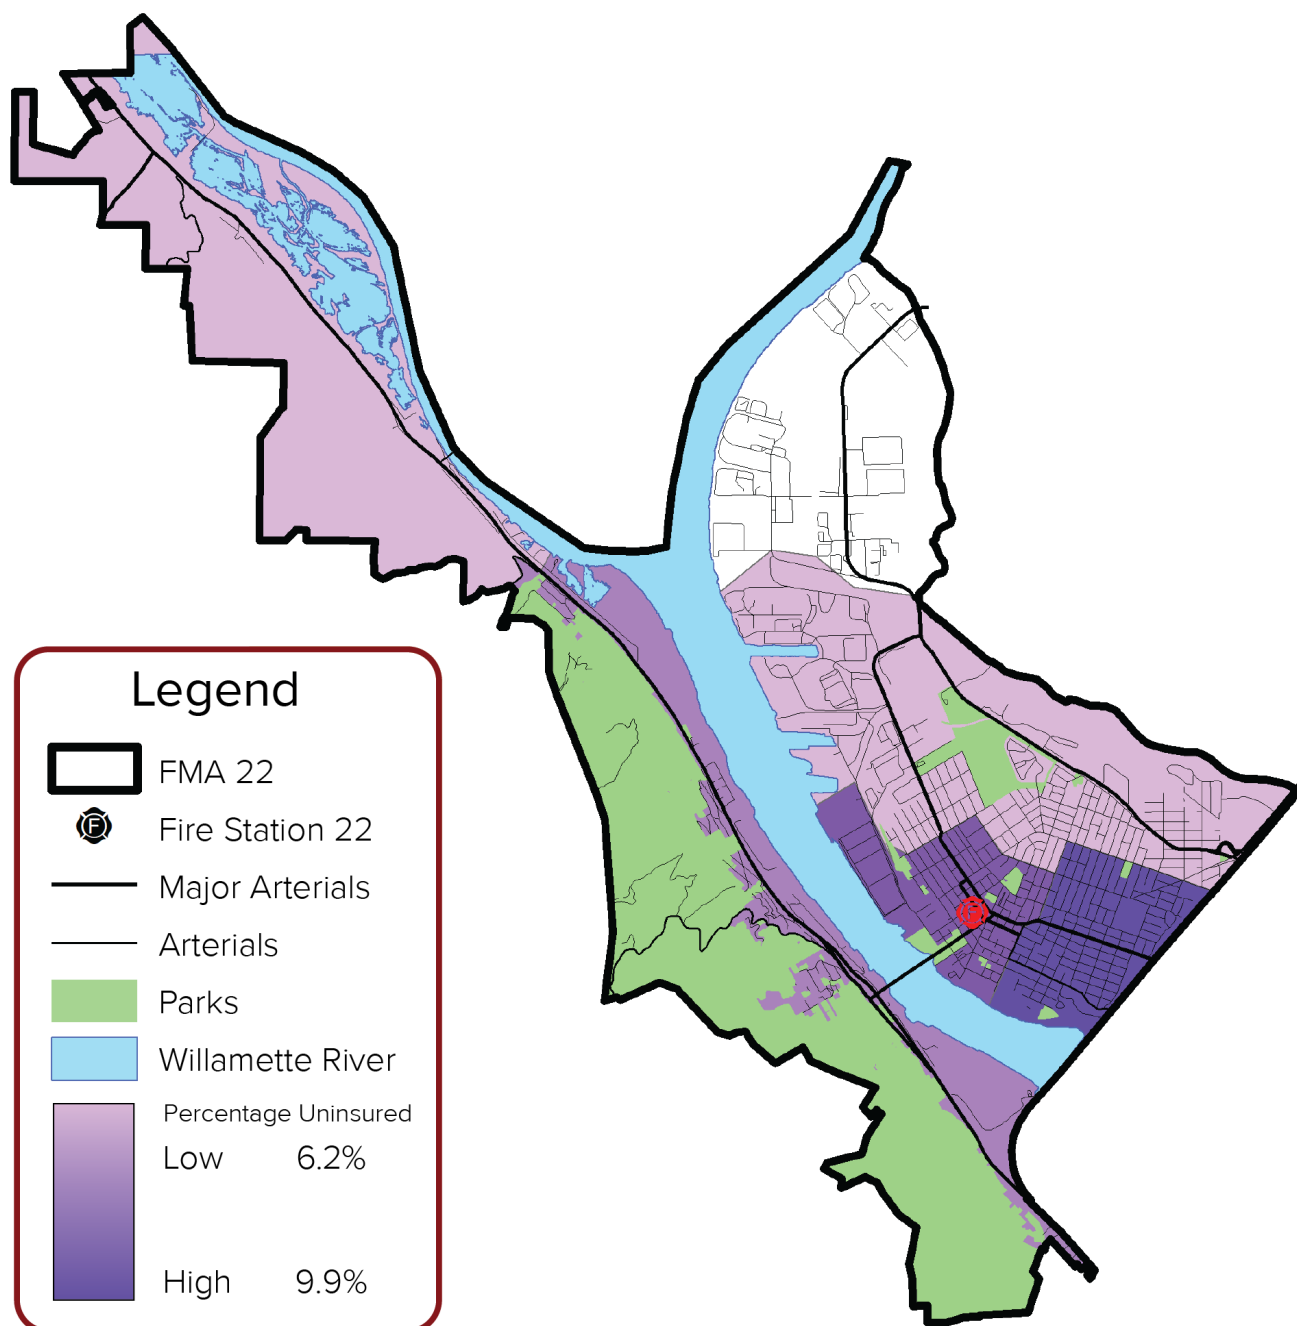 Legend
FMA 22
F
Fire Station 22
Major Arterials
Arterials
Parks
Willamette River
Percentage Uninsured
Low 6.2%
High 9.9%
F